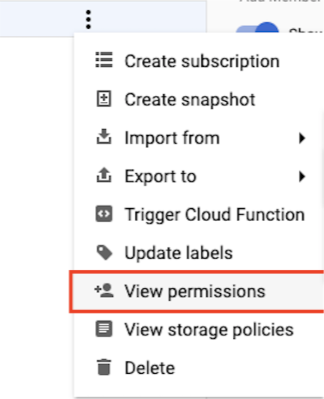 Create subscription
Create snapshot
Import from
Export to
Trigger Cloud Function
Update labels
View permissions
View storage policies
Delete